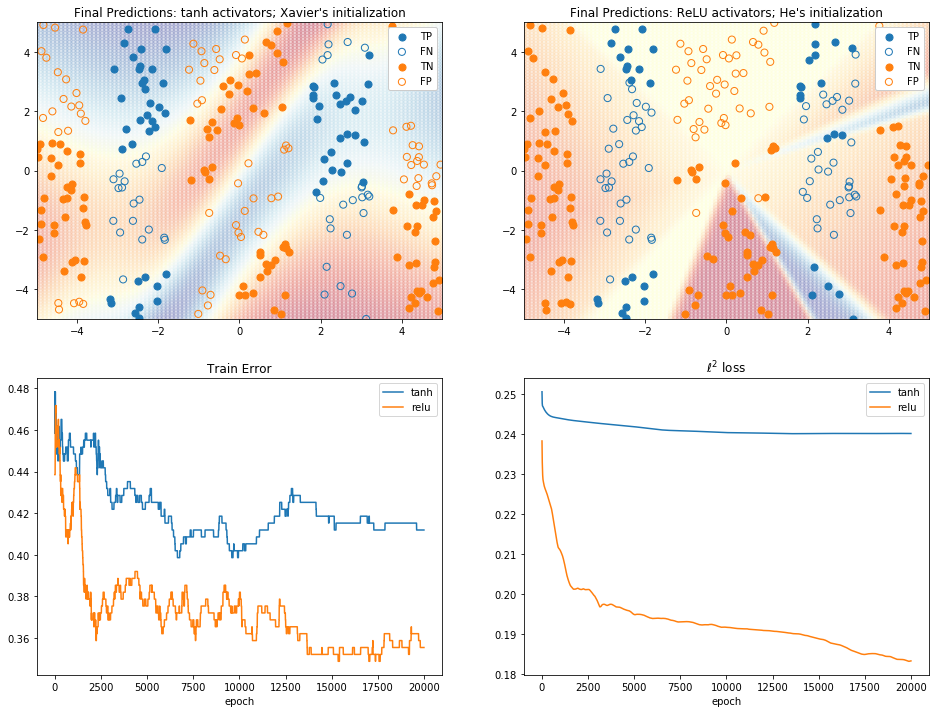 Final Predictions: tanh activators; Xavier's initialization
TP
FN
TN
FP
4
2
0
−2
−4
−4
−2
0
2
4
Final Predictions: ReLU activators; He's initialization
TP
FN
TN
FP
4
2
0
−2
−4
−4
−2
0
2
4
Train Error
tanh
relu
0.48
0.46
0.44
0.42
0.40
0.38
0.36
0
2500
5000
7500
10000
12500
15000
17500
20000
epoch
ℓ² loss
tanh
relu
0.25
0.24
0.23
0.22
0.21
0.20
0.19
0.18
0
2500
5000
7500
10000
12500
15000
17500
20000
epoch